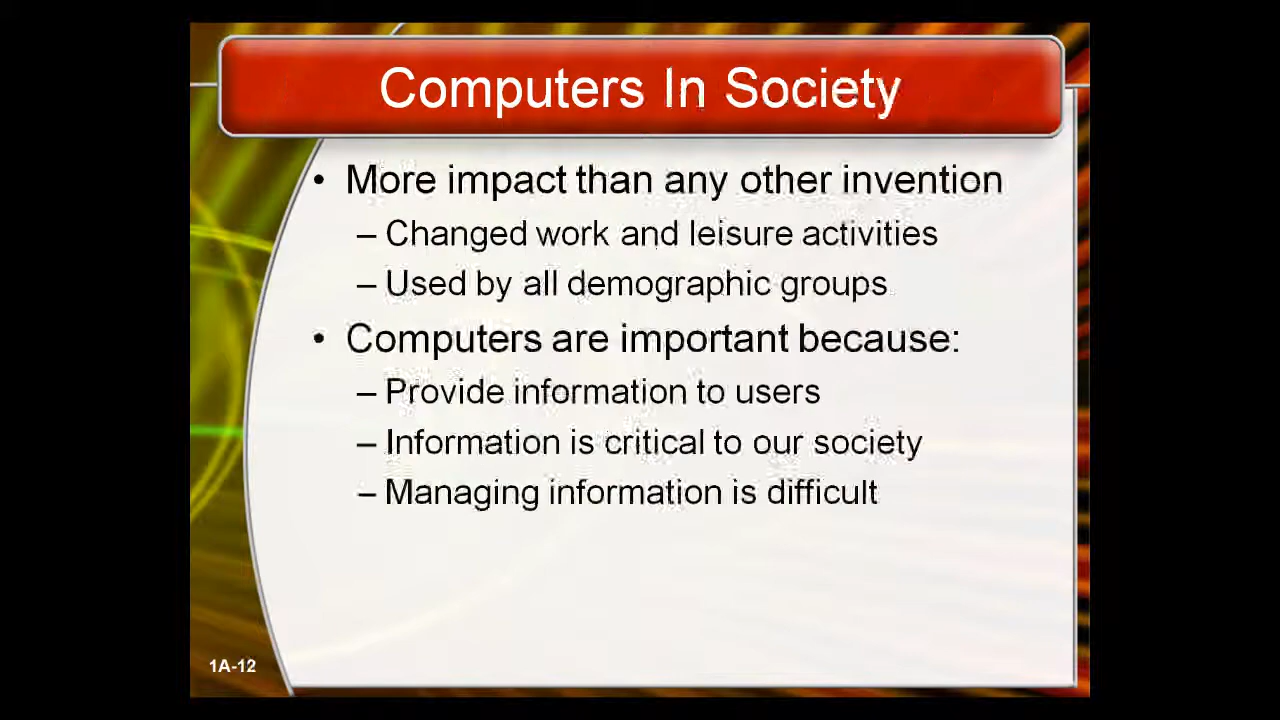 Computers In Society
• More impact than any other invention
– Changed work and leisure activities
– Used by all demographic groups
• Computers are important because:
– Provide information to users
– Information is critical to our society
– Managing information is difficult
1A-12